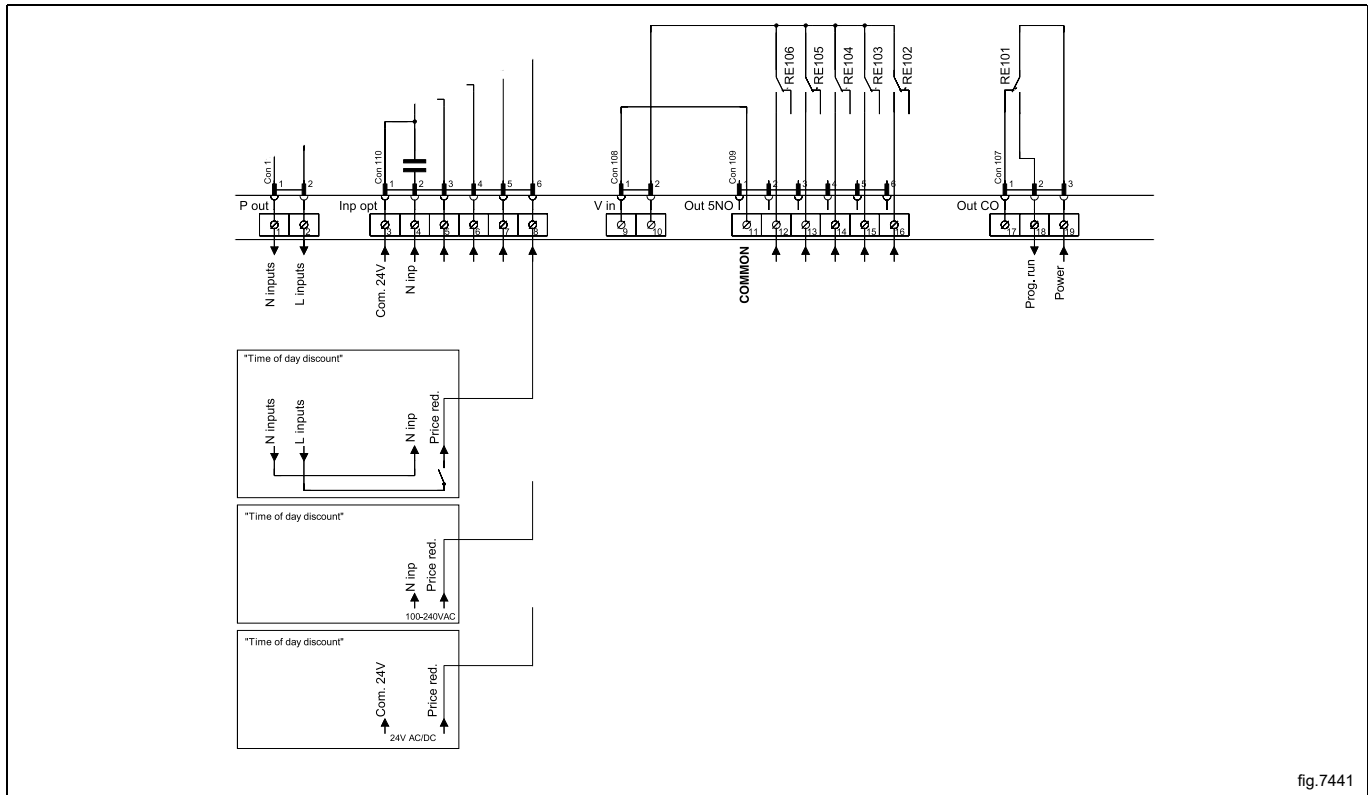 RE106
RE105
RE104
RE103
RE102
RE101
Con 1
Con 110
Con 108
Con 109
Con 107
1 2
1 2 3 4 5 6
1 2
1 2 3 4 5 6
1 2 3
P out
Inp opt
V in
Out 5NO
Out CO
1 2
3 4 5 6 7 8
9 10
11 12 13 14 15 16
17 18 19
N inputs
L inputs
Com. 24V
N inp
COMMON
Prog. run
Power
"Time of day discount"
N inputs
L inputs
N inp
Price red.
"Time of day discount"
N inp
Price red.
100-240VAC
"Time of day discount"
Com. 24V
Price red.
24V AC/DC
fig.7441